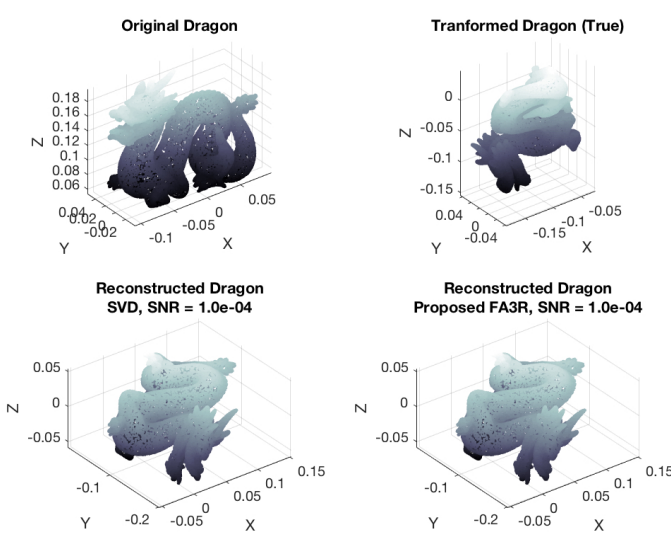 Original Dragon
0.18
0.16
0.14
0.12
0.1
0.08
0.06
Z
0.04
0.02
0
-0.02
Y
-0.1
-0.05
0
0.05
X
Tranformed Dragon (True)
0
-0.05
-0.1
-0.15
Z
0.04
0
-0.04
Y
-0.15
-0.1
-0.05
X
Reconstructed Dragon
SVD, SNR = 1.0e-04
0.05
0
-0.05
Z
-0.1
-0.2
Y
-0.05
0
0.05
0.1
0.15
X
Reconstructed Dragon
Proposed FA3R, SNR = 1.0e-04
0.05
0
-0.05
Z
-0.1
-0.2
Y
-0.05
0
0.05
0.1
0.15
X